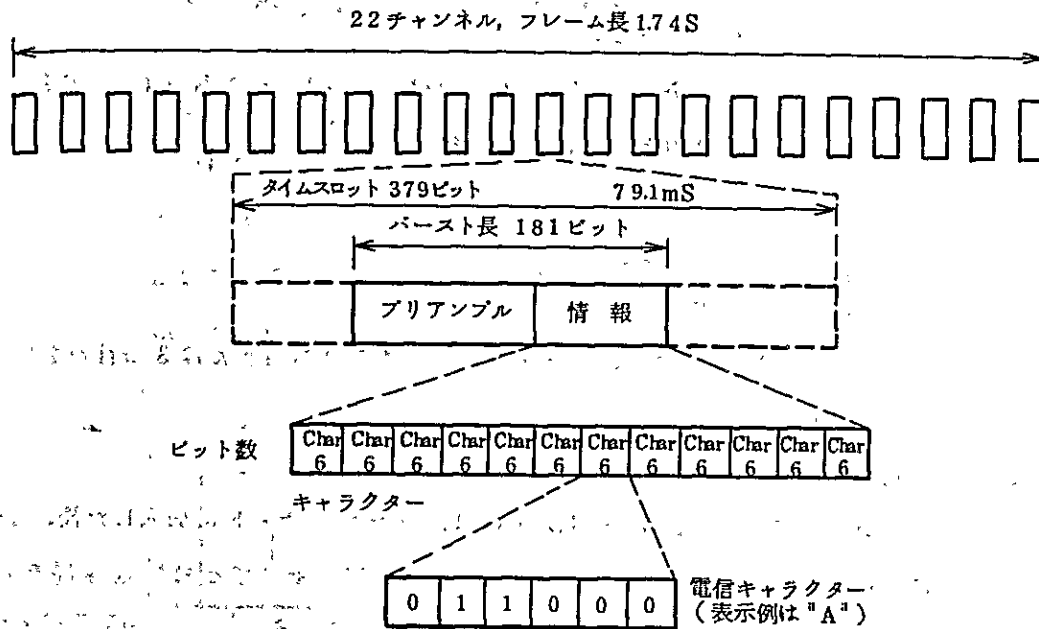 22チャンネル, フレーム長1.74S
タイムスロット 379ビット 79.1mS
バースト長 181ビット
プリアンブル 情報
ビット数
Char Char Char Char Char Char Char Char Char Char Char Char
6 6 6 6 6 6 6 6 6 6 6 6
キャラクター
0 1 1 0 0 0
電信キャラクター
(表示例は "A")